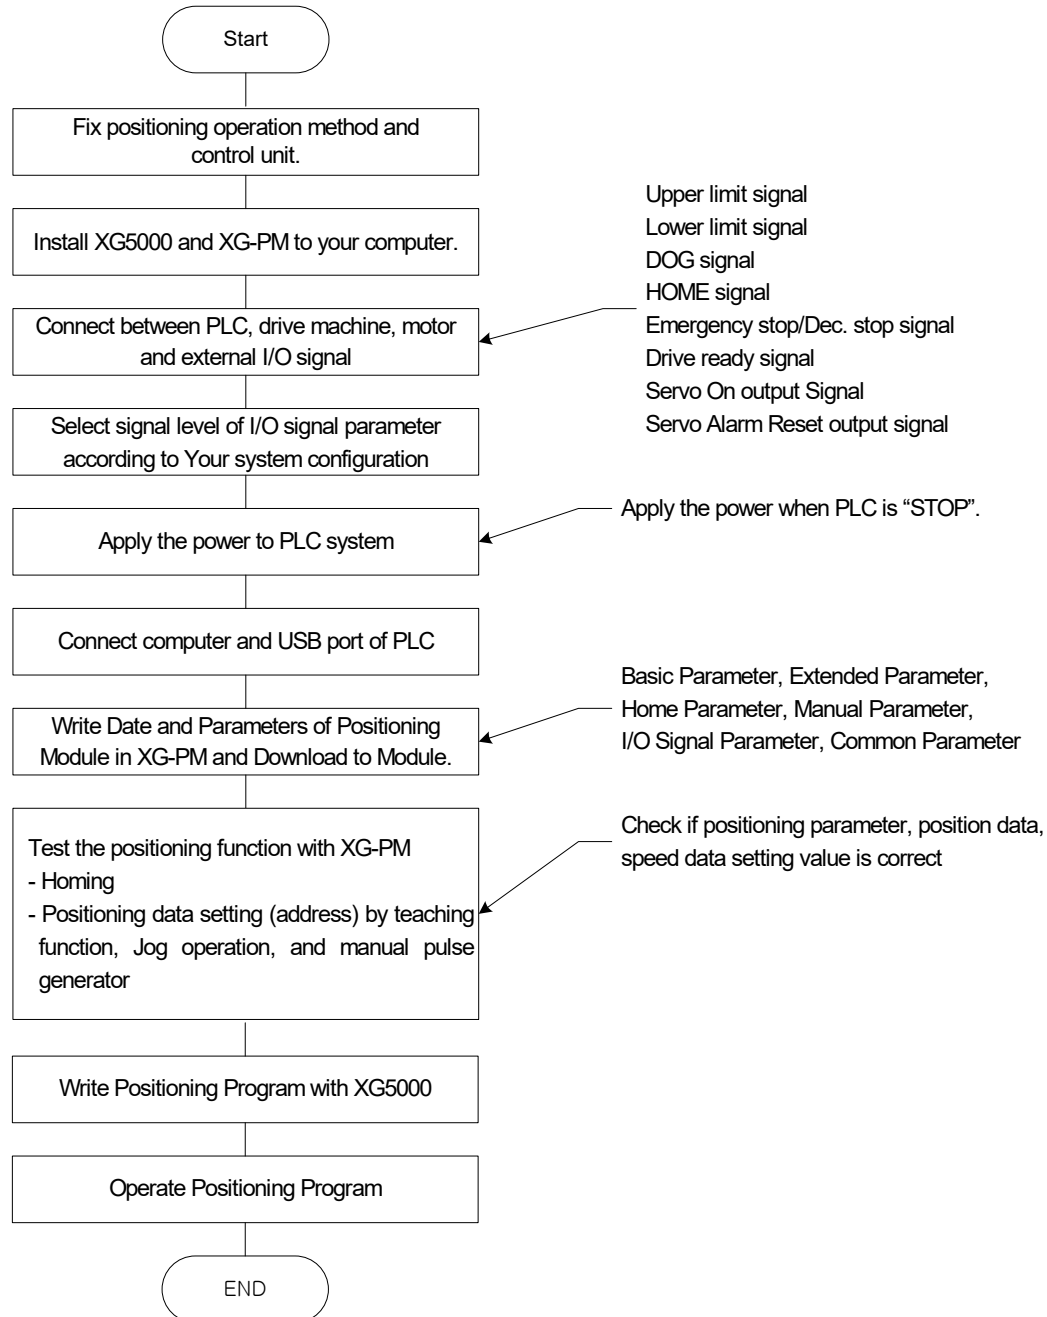 Start
Fix positioning operation method and
control unit.
Install XG5000 and XG-PM to your computer.
Upper limit signal
Lower limit signal
DOG signal
HOME signal
Emergency stop/Dec. stop signal
Drive ready signal
Servo On output Signal
Servo Alarm Reset output signal
Connect between PLC, drive machine, motor
and external I/O signal
Select signal level of I/O signal parameter
according to Your system configuration
Apply the power to PLC system
Apply the power when PLC is “STOP”.
Connect computer and USB port of PLC
Write Date and Parameters of Positioning
Module in XG-PM and Download to Module.
Basic Parameter, Extended Parameter,
Home Parameter, Manual Parameter,
I/O Signal Parameter, Common Parameter
Test the positioning function with XG-PM
- Homing
- Positioning data setting (address) by teaching
function, Jog operation, and manual pulse
generator
Check if positioning parameter, position data,
speed data setting value is correct
Write Positioning Program with XG5000
Operate Positioning Program
END